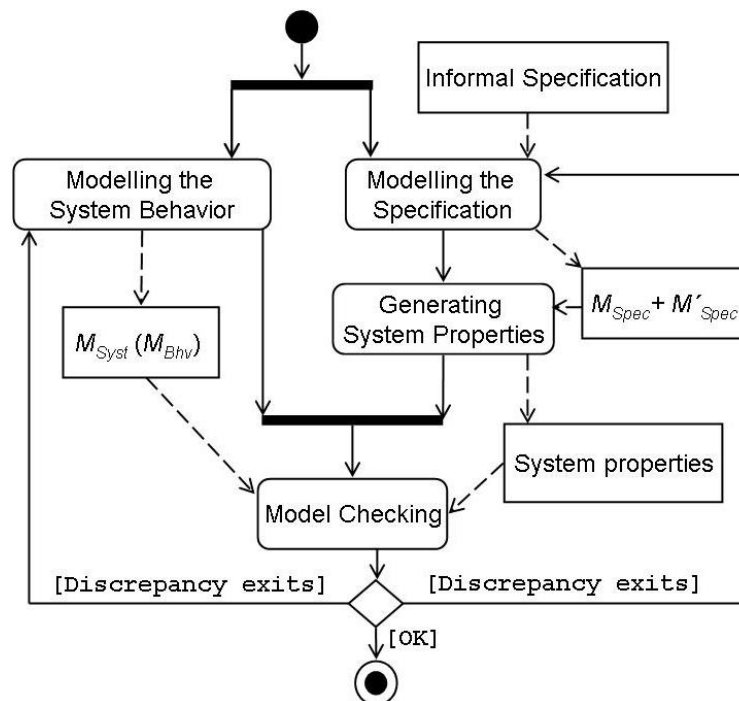 Informal Specification
Modelling the
System Behavior
Modelling the
Specification
Generating
System Properties
M_Spec + M´_Spec
M_Syst (M_Bhv)
System properties
Model Checking
[Discrepancy exits]
[Discrepancy exits]
[OK]